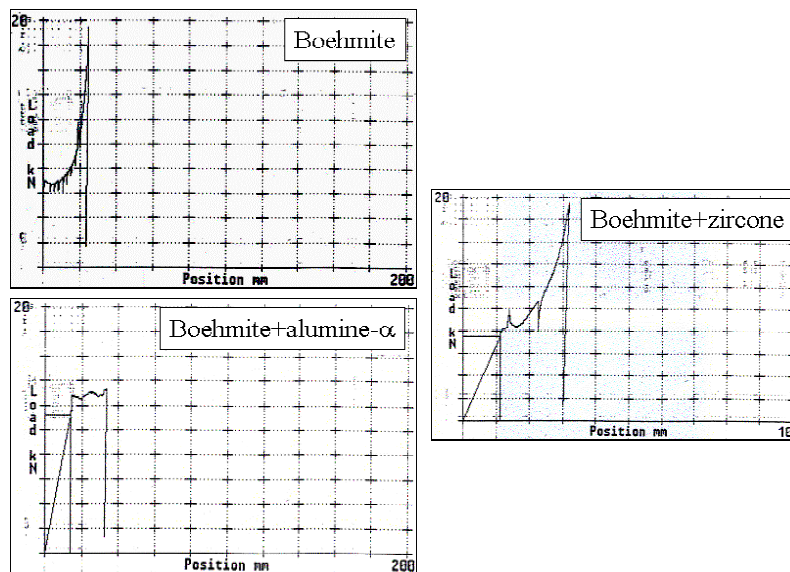 20
Boehmite
Load kN
0
Position mm
200
20
Boehmite+alumine-α
Load kN
Position mm
200
20
Boehmite+zircone
Load kN
Position mm